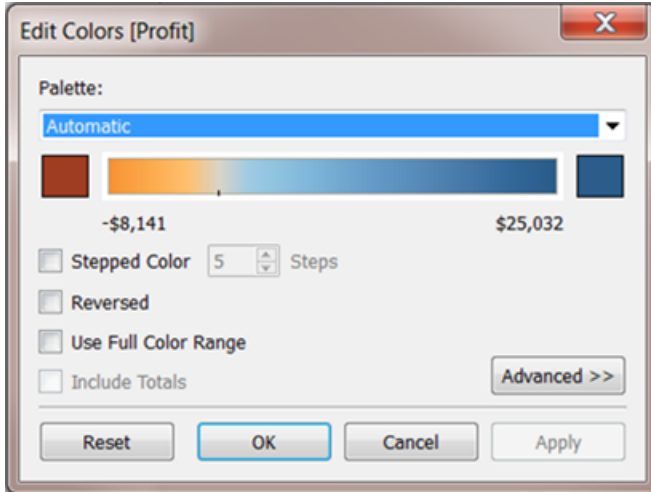 Edit Colors [Profit]
Palette:
Automatic
-$8,141 $25,032
Stepped Color 5 Steps
Reversed
Use Full Color Range
Include Totals Advanced >>
Reset OK Cancel Apply